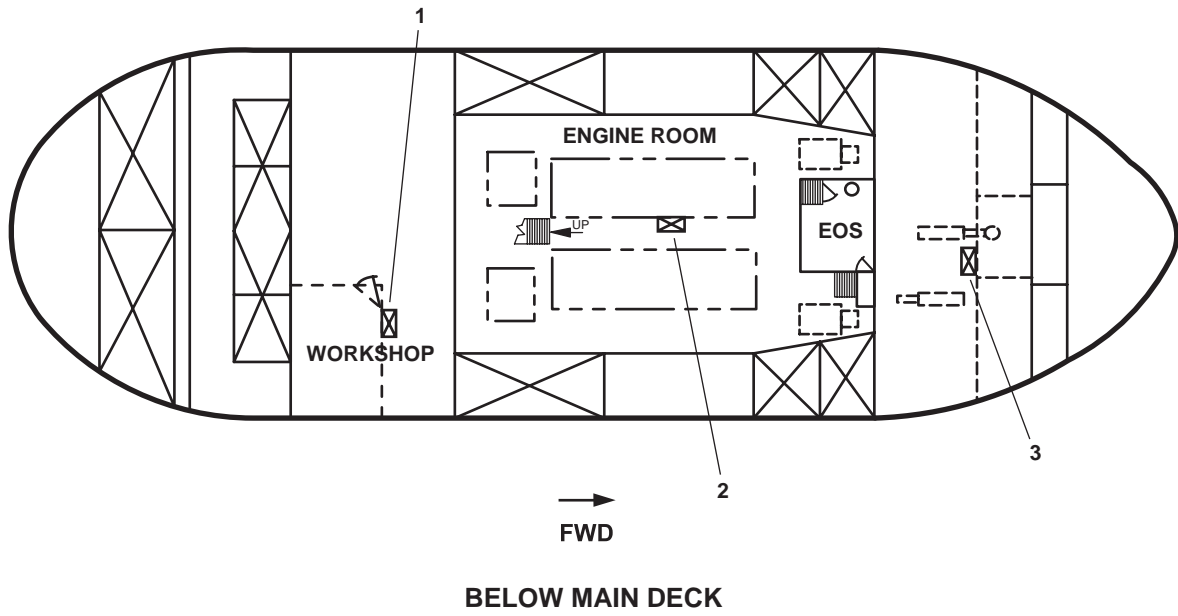 1
ENGINE ROOM
UP
EOS
WORKSHOP
3
2
FWD
BELOW MAIN DECK